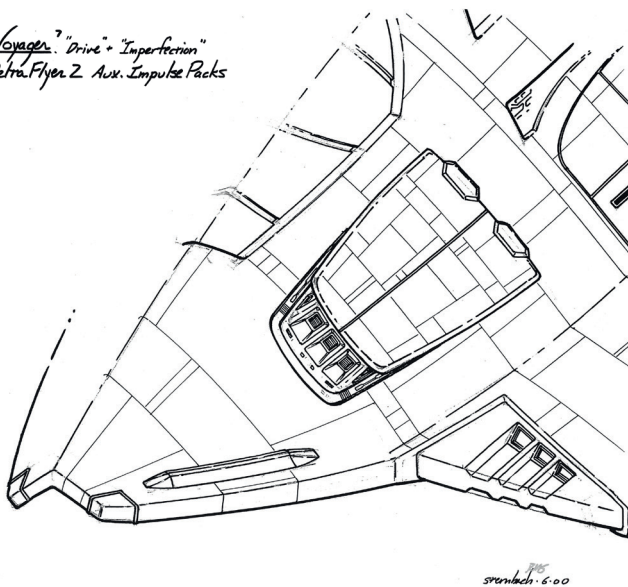 Voyager: "Drive" + "Imperfection"
Delta Flyer 2 Aux. Impulse Packs
sternbach · 6·00